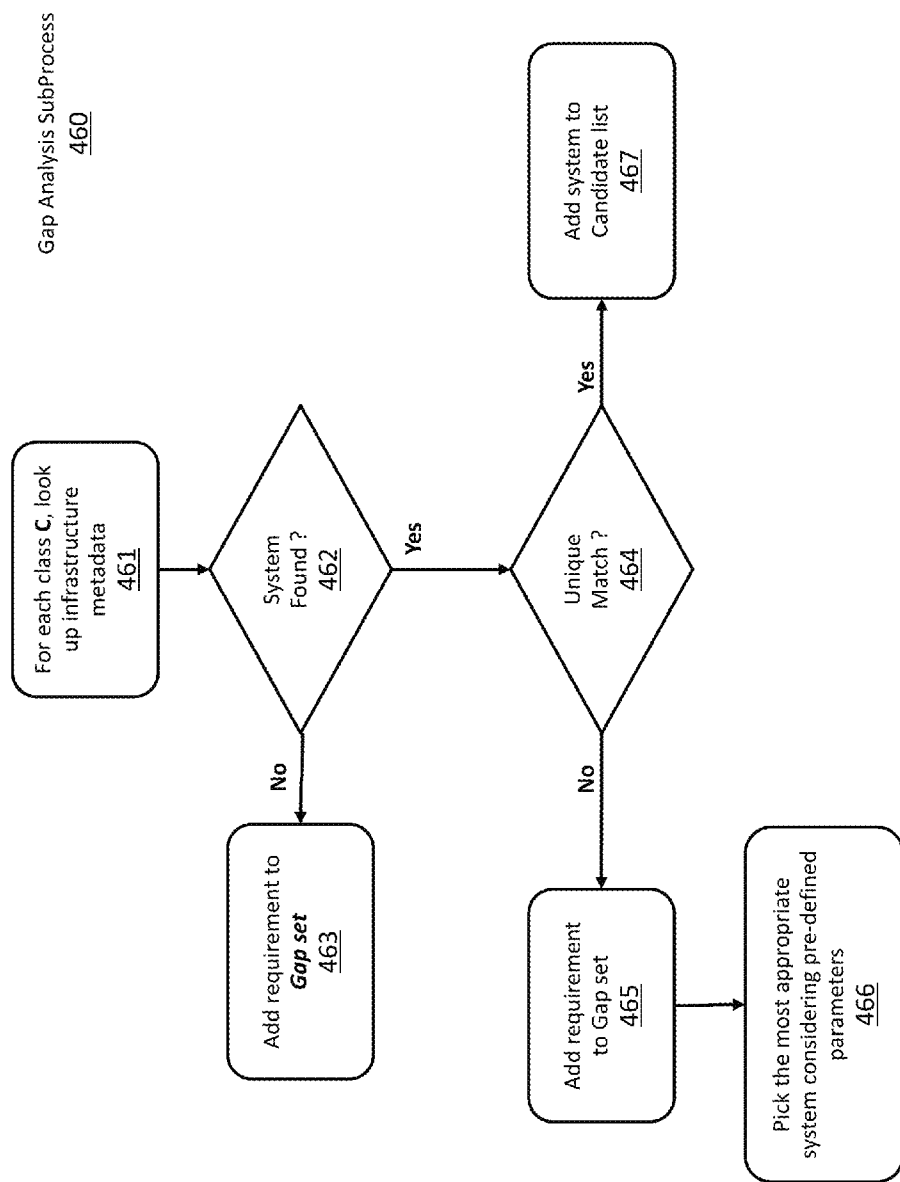 Gap Analysis SubProcess
460
For each class C, look
up infrastructure
metadata
461
System
Found ?
462
No
Yes
Add requirement to
Gap set
463
Unique
Match ?
464
No
Yes
Add requirement
to Gap set
465
Add system to
Candidate list
467
Pick the most appropriate
system considering pre-defined
parameters
466